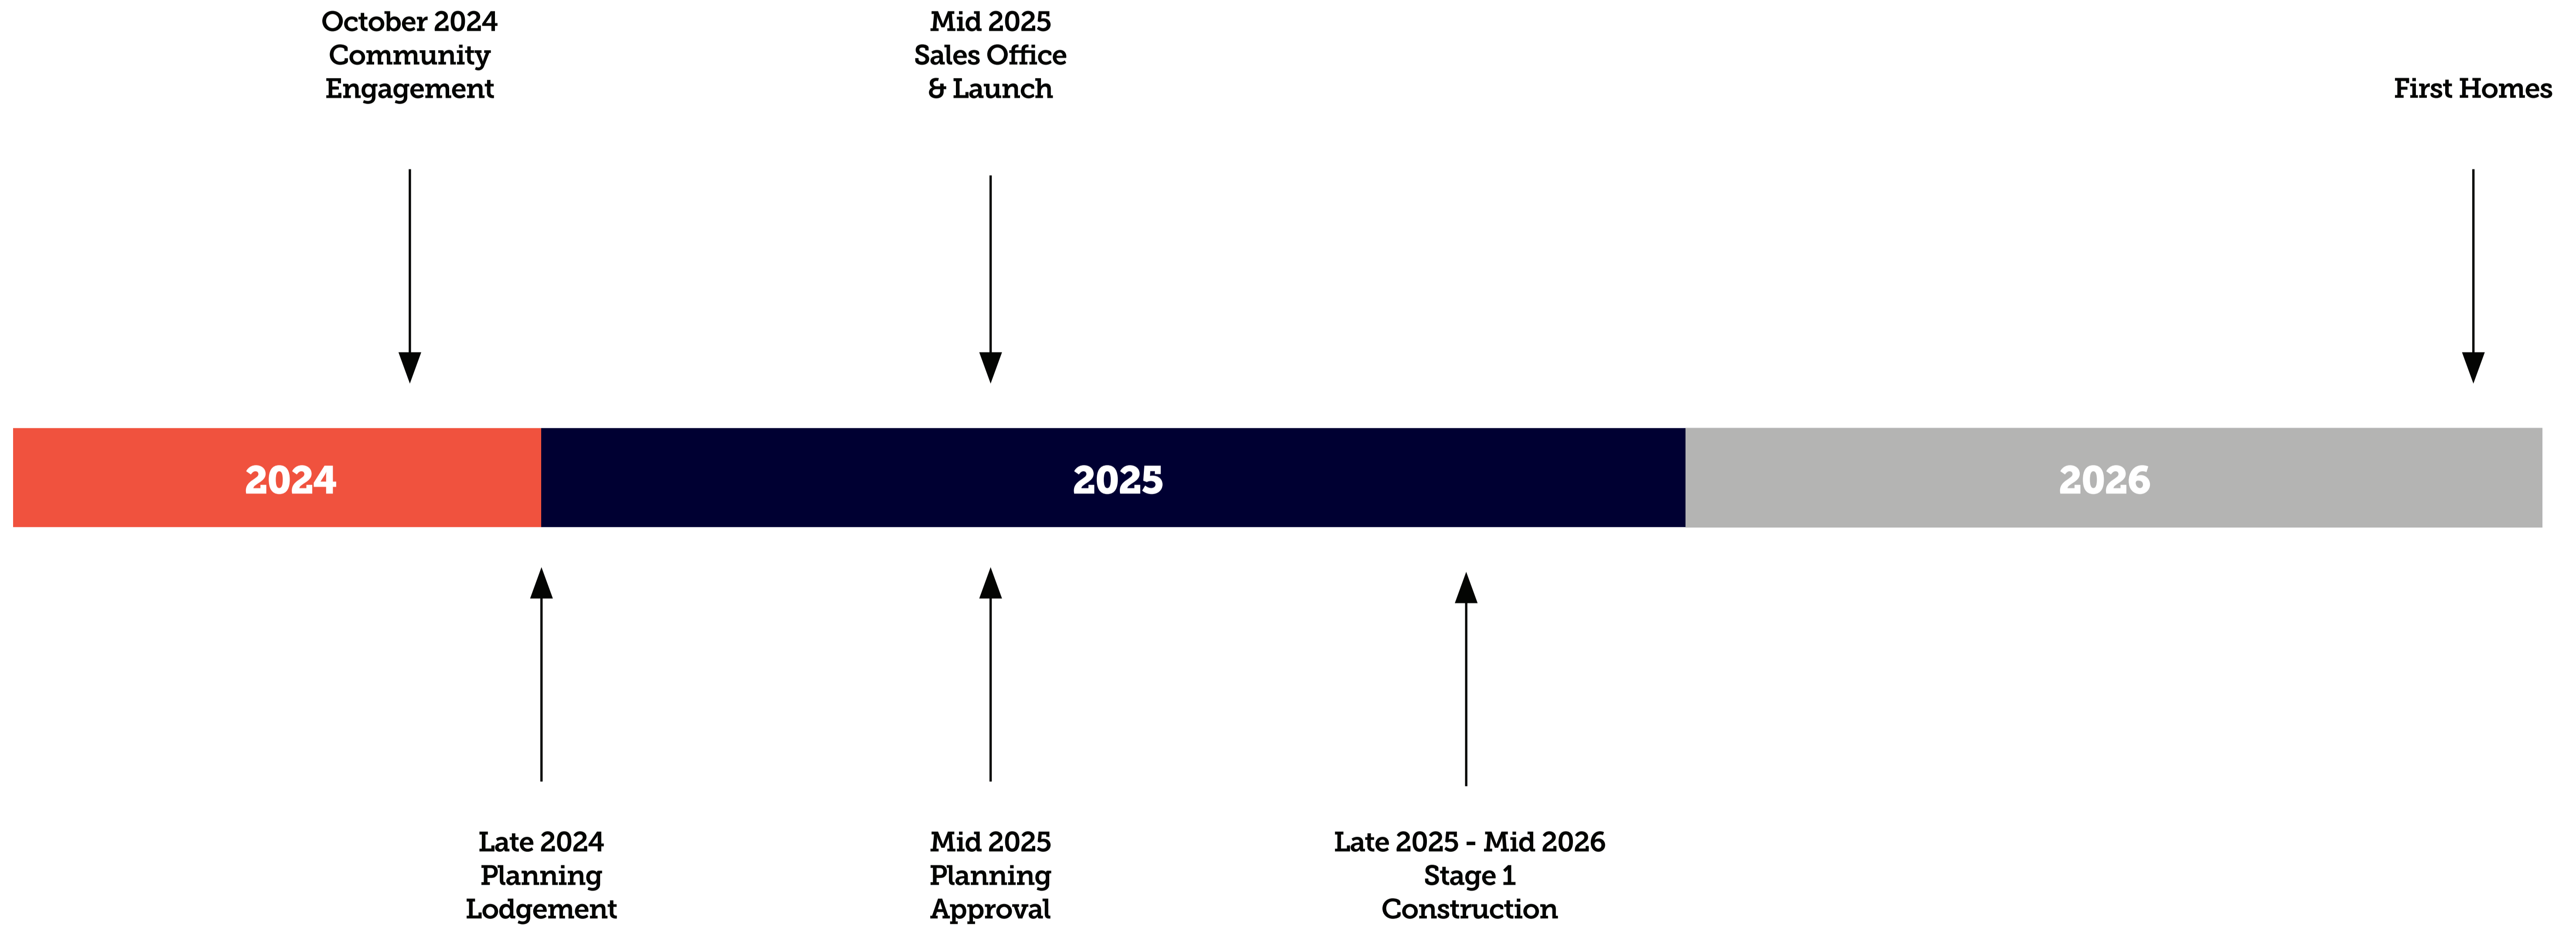 October 2024
Community
Engagement
Mid 2025
Sales Office
& Launch
First Homes
2024
2025
2026
Late 2024
Planning
Lodgement
Mid 2025
Planning
Approval
Late 2025 - Mid 2026
Stage 1
Construction